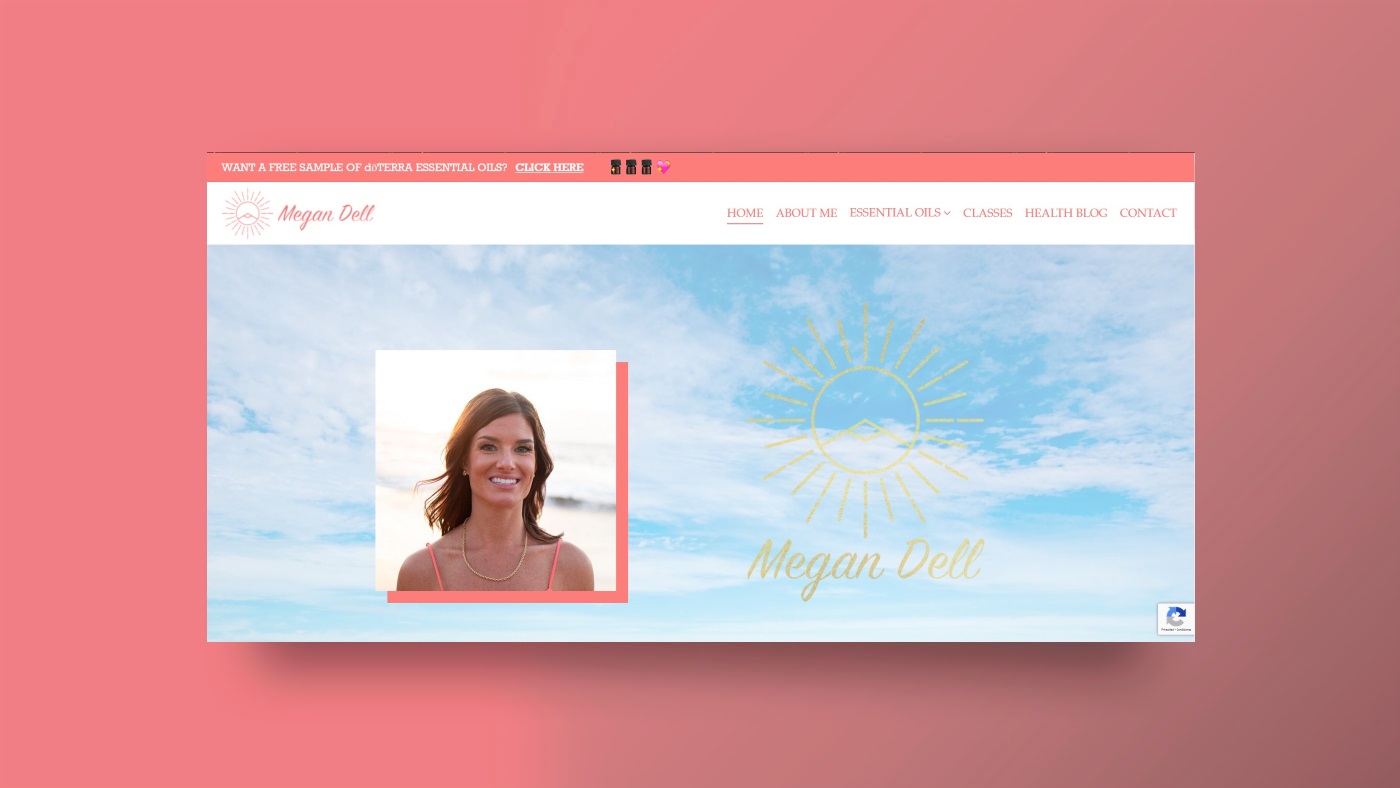 WANT A FREE SAMPLE OF dōTERRA ESSENTIAL OILS? CLICK HERE
Megan Dell
HOME ABOUT ME ESSENTIAL OILS CLASSES HEALTH BLOG CONTACT
Megan Dell